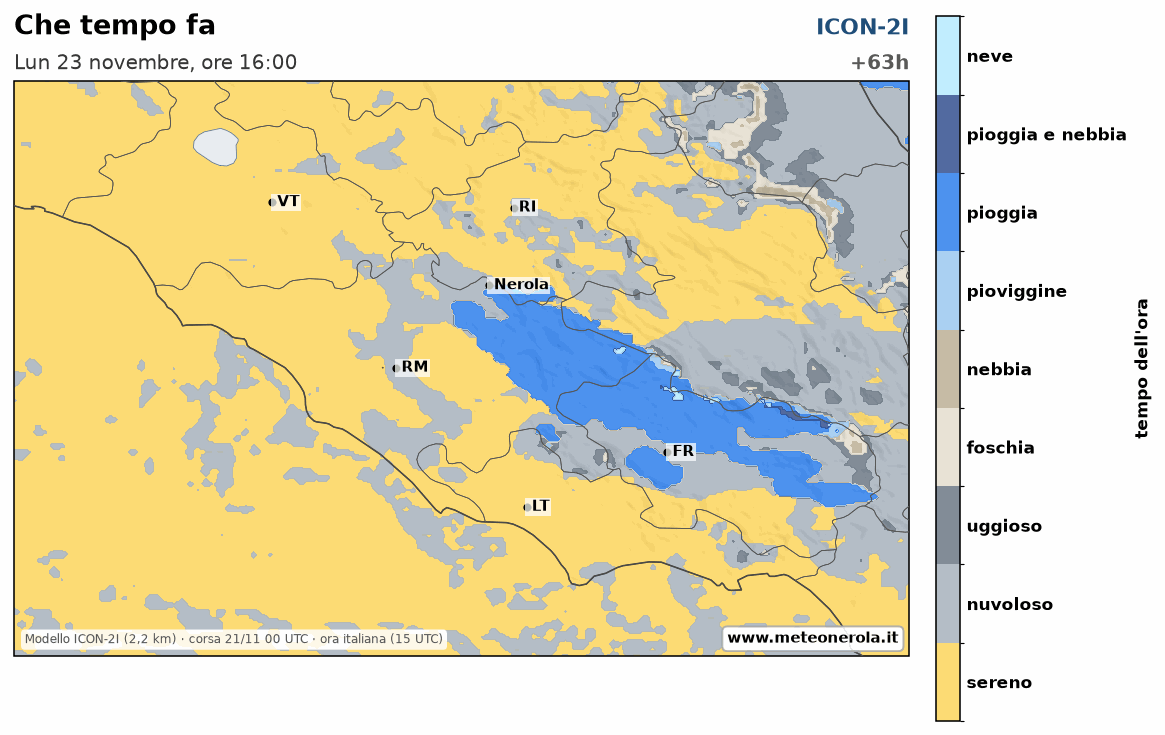 Che tempo fa
ICON-2I
Lun 23 novembre, ore 16:00
+63h
neve
pioggia e nebbia
pioggia
pioviggine
nebbia
foschia
uggioso
nuvoloso
sereno
tempo dell'ora
VT
RI
Nerola
RM
FR
LT
Modello ICON-2I (2,2 km) · corsa 21/11 00 UTC · ora italiana (15 UTC)
www.meteonerola.it